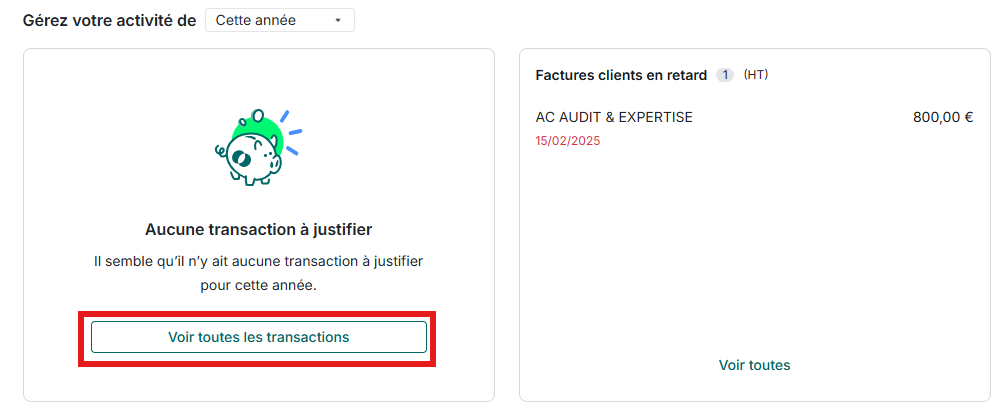 Gérez votre activité de Cette année
Aucune transaction à justifier
Il semble qu’il n’y ait aucune transaction à justifier
pour cette année.
Voir toutes les transactions
Factures clients en retard 1 (HT)
AC AUDIT & EXPERTISE 800,00 €
15/02/2025
Voir toutes